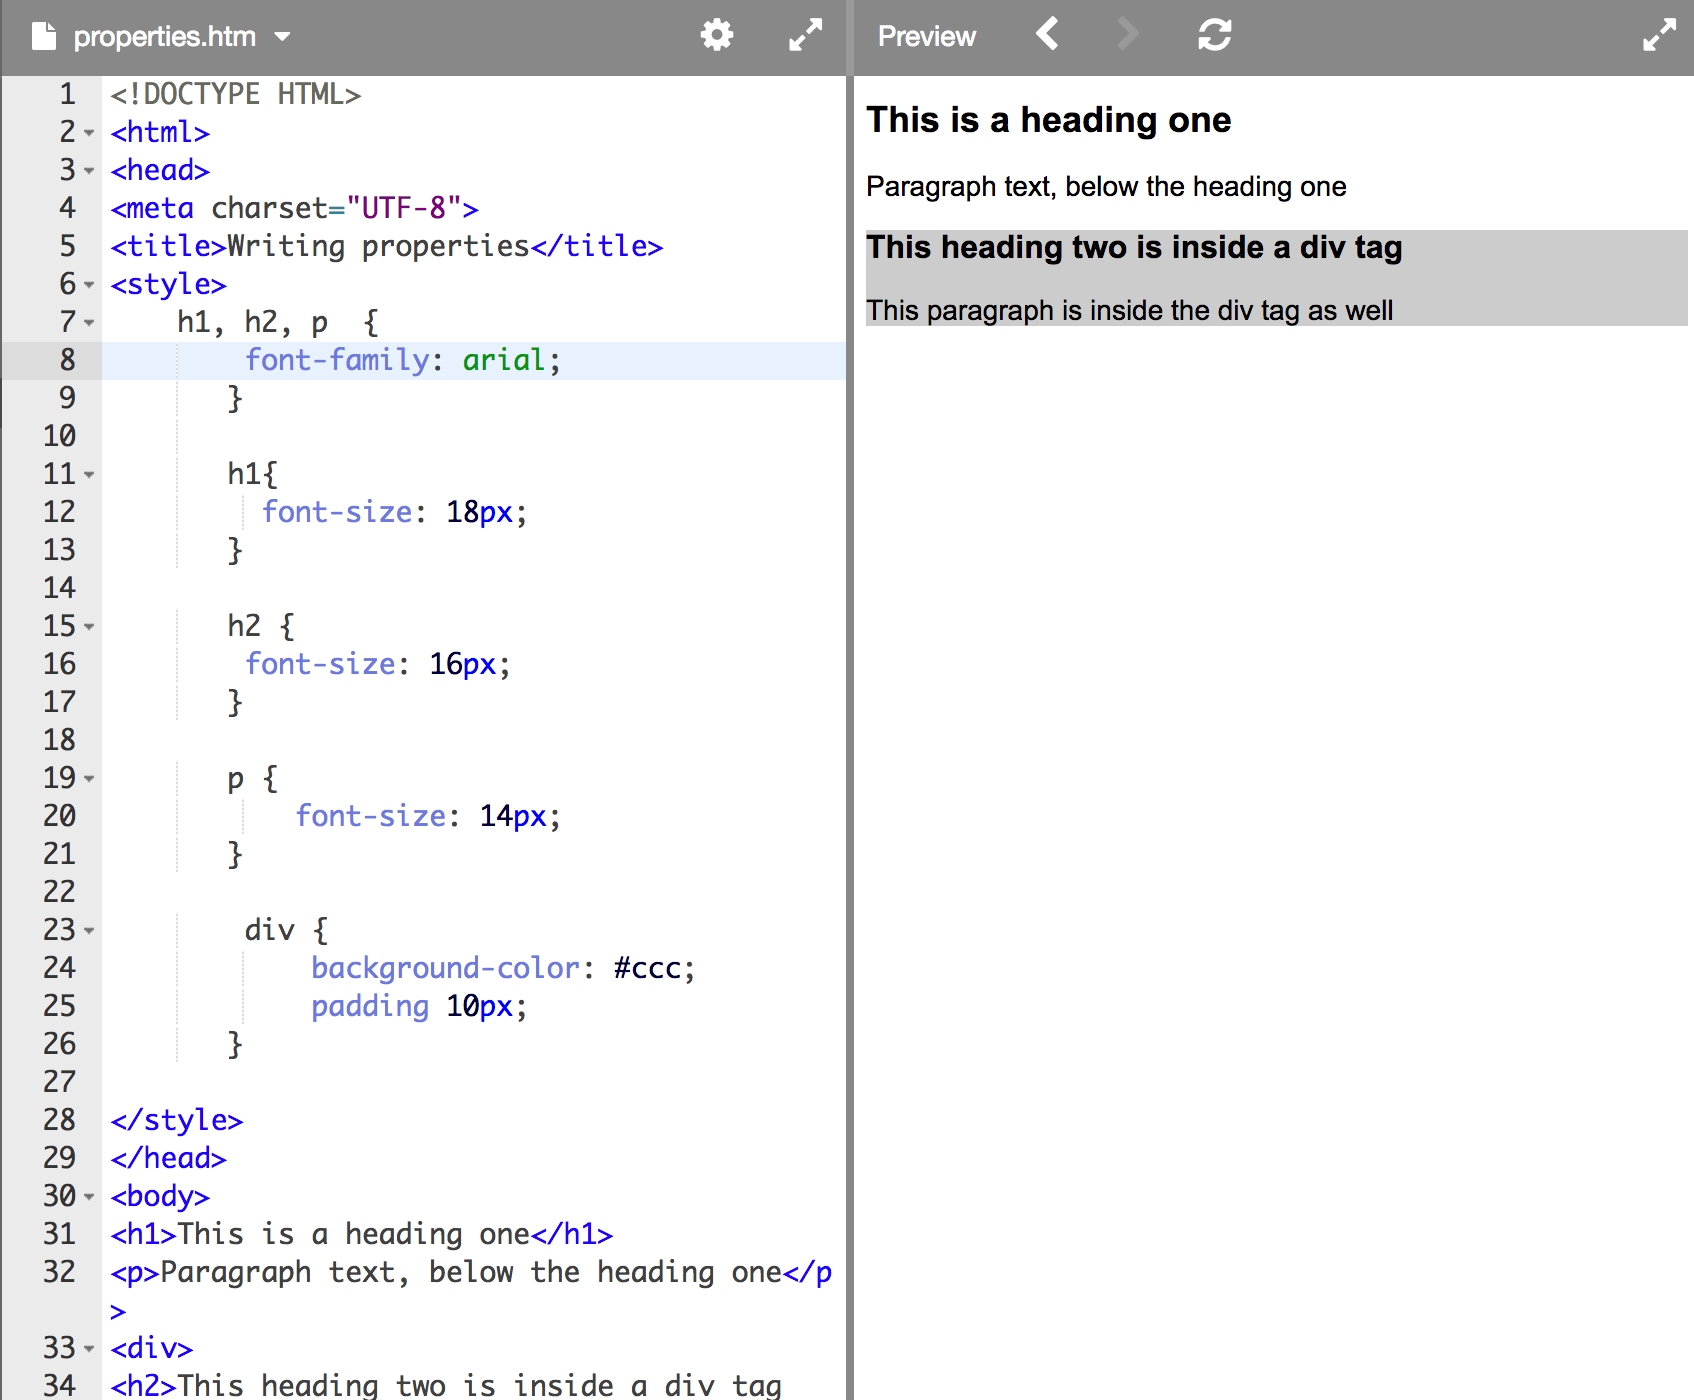 properties.htm
Preview
1 <!DOCTYPE HTML>
2 <html>
3 <head>
4 <meta charset="UTF-8">
5 <title>Writing properties</title>
6 <style>
7 h1, h2, p  {
8 font-family: arial;
9 }
10
11 h1{
12 font-size: 18px;
13 }
14
15 h2 {
16 font-size: 16px;
17 }
18
19 p {
20 font-size: 14px;
21 }
22
23 div {
24 background-color: #ccc;
25 padding 10px;
26 }
27
28 </style>
29 </head>
30 <body>
31 <h1>This is a heading one</h1>
32 <p>Paragraph text, below the heading one</p
>
33 <div>
34 <h2>This heading two is inside a div tag
This is a heading one
Paragraph text, below the heading one
This heading two is inside a div tag
This paragraph is inside the div tag as well